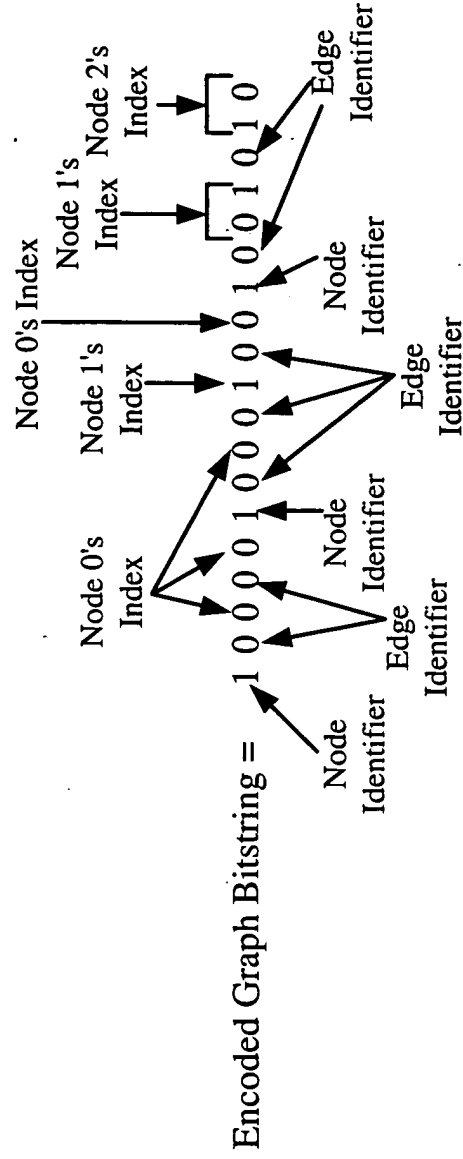 Node 0's
Index
Node 0's Index
Node 1's
Index
Node 1's
Index
Node 2's
Index
Encoded Graph Bitstring = 1 0 0 0 0 1 0 0 0 1 0 0 1 0 0 1 0 1 0
Node
Identifier
Edge
Identifier
Node
Identifier
Edge
Identifier
Node
Identifier
Edge
Identifier